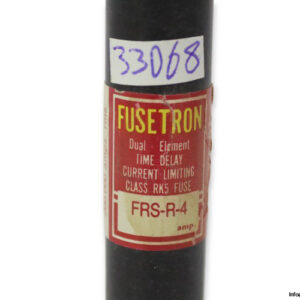 33068
FUSETRON
Dual - Element
TIME DELAY
CURRENT LIMITING
CLASS RK5 FUSE
FRS-R-4
amp